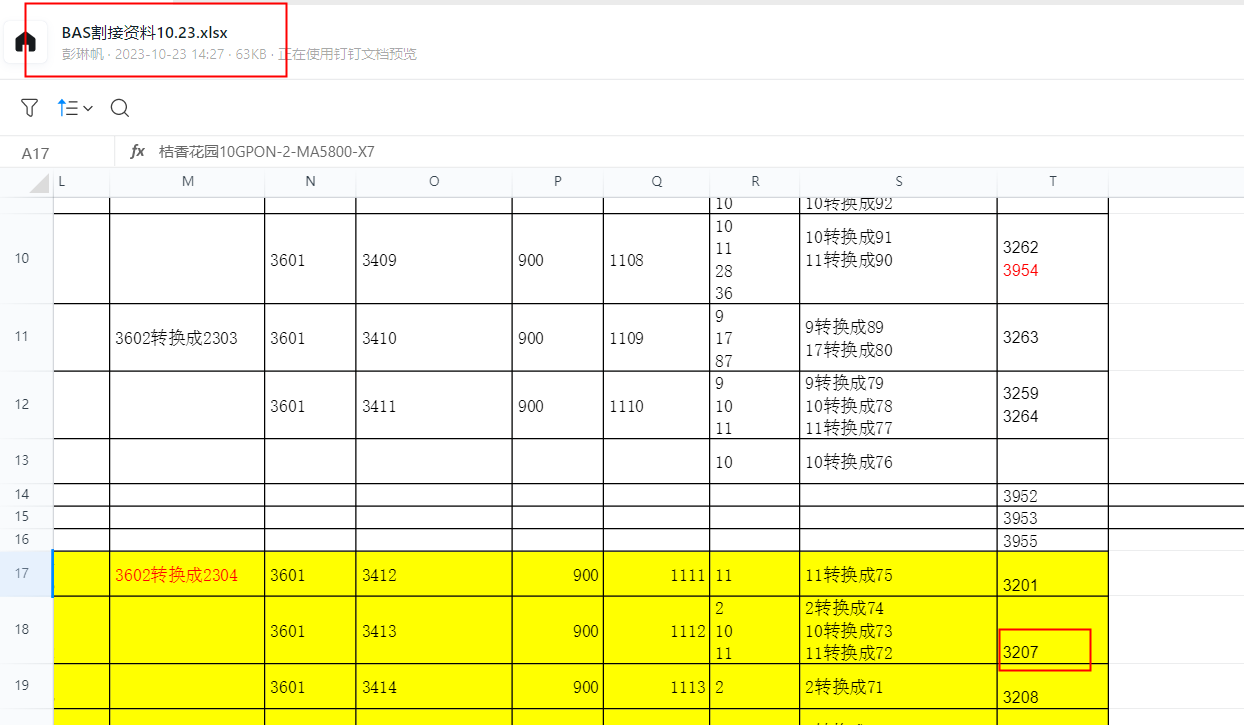 BAS割接资料10.23.xlsx
彭琳帆 · 2023-10-23 14:27 · 63KB · 正在使用钉钉文档预览
A17 fx 桔香花园10GPON-2-MA5800-X7
L M N O P Q R S T
10 10转换成92
10 3601 3409 900 1108
10
11
28
36
10转换成91
11转换成90
3262
3954
11 3602转换成2303 3601 3410 900 1109
9
17
87
9转换成89
17转换成80
3263
12 3601 3411 900 1110
9
10
11
9转换成79
10转换成78
11转换成77
3259
3264
13 10 10转换成76
14 3952
15 3953
16 3955
17 3602转换成2304 3601 3412 900 1111 11 11转换成75 3201
18 3601 3413 900 1112
2
10
11
2转换成74
10转换成73
11转换成72
3207
19 3601 3414 900 1113 2 2转换成71 3208